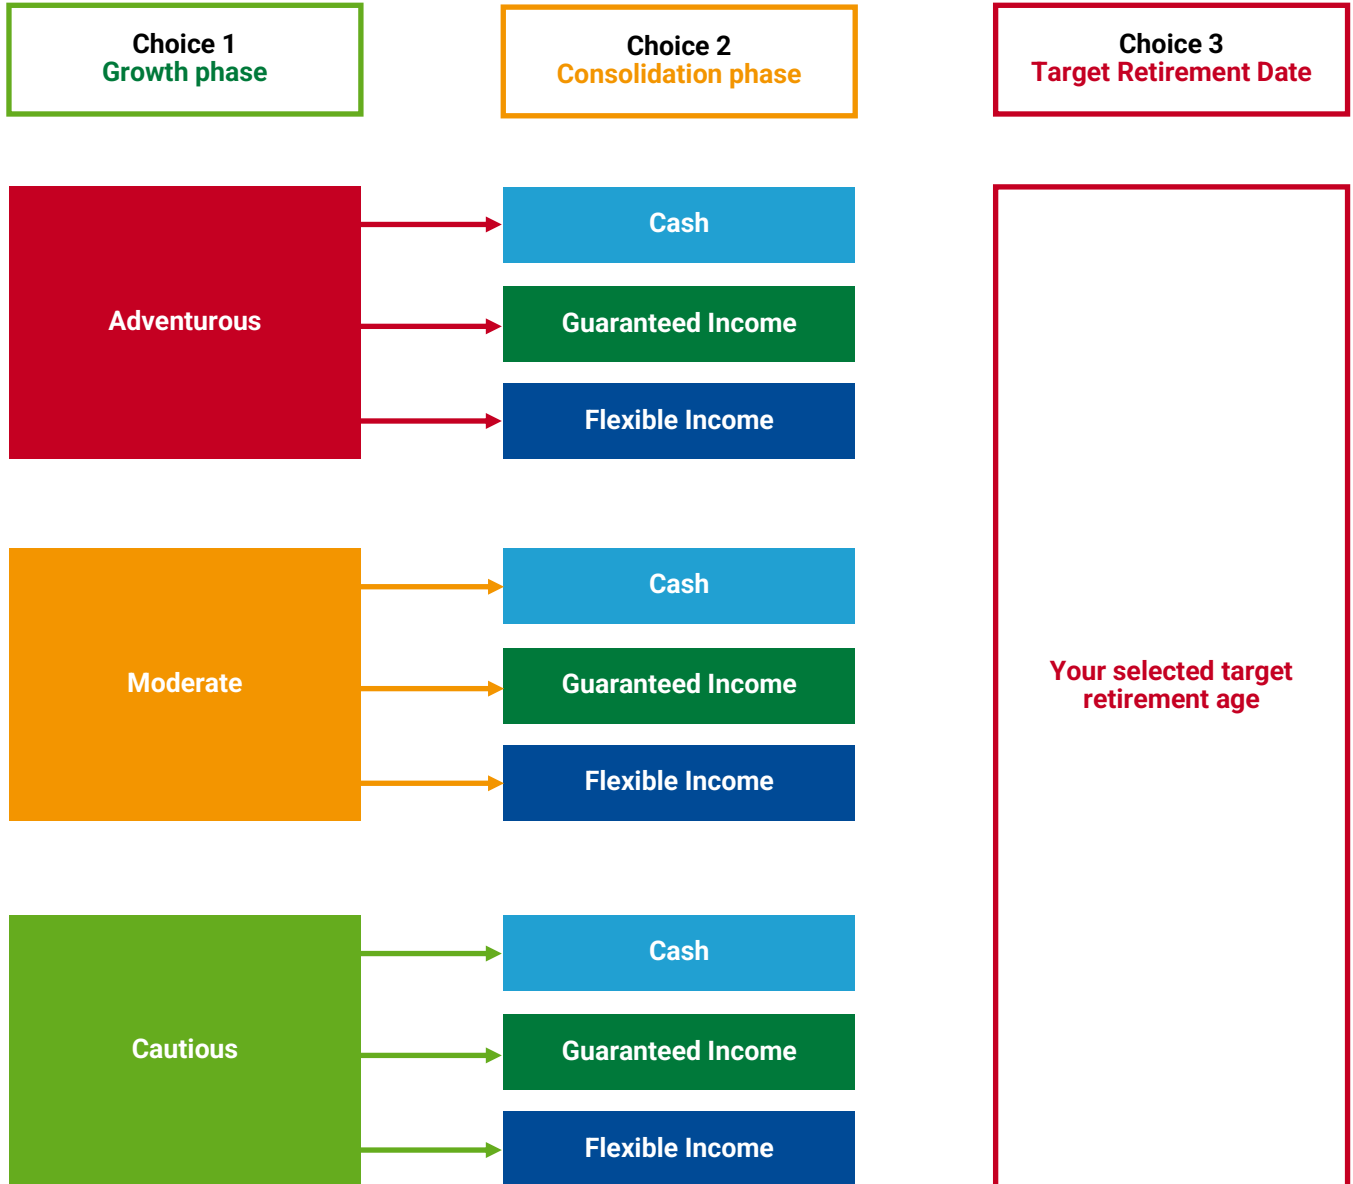 Choice 1
Growth phase
Choice 2
Consolidation phase
Choice 3
Target Retirement Date
Adventurous
Cash
Guaranteed Income
Flexible Income
Moderate
Cash
Guaranteed Income
Flexible Income
Your selected target
retirement age
Cautious
Cash
Guaranteed Income
Flexible Income